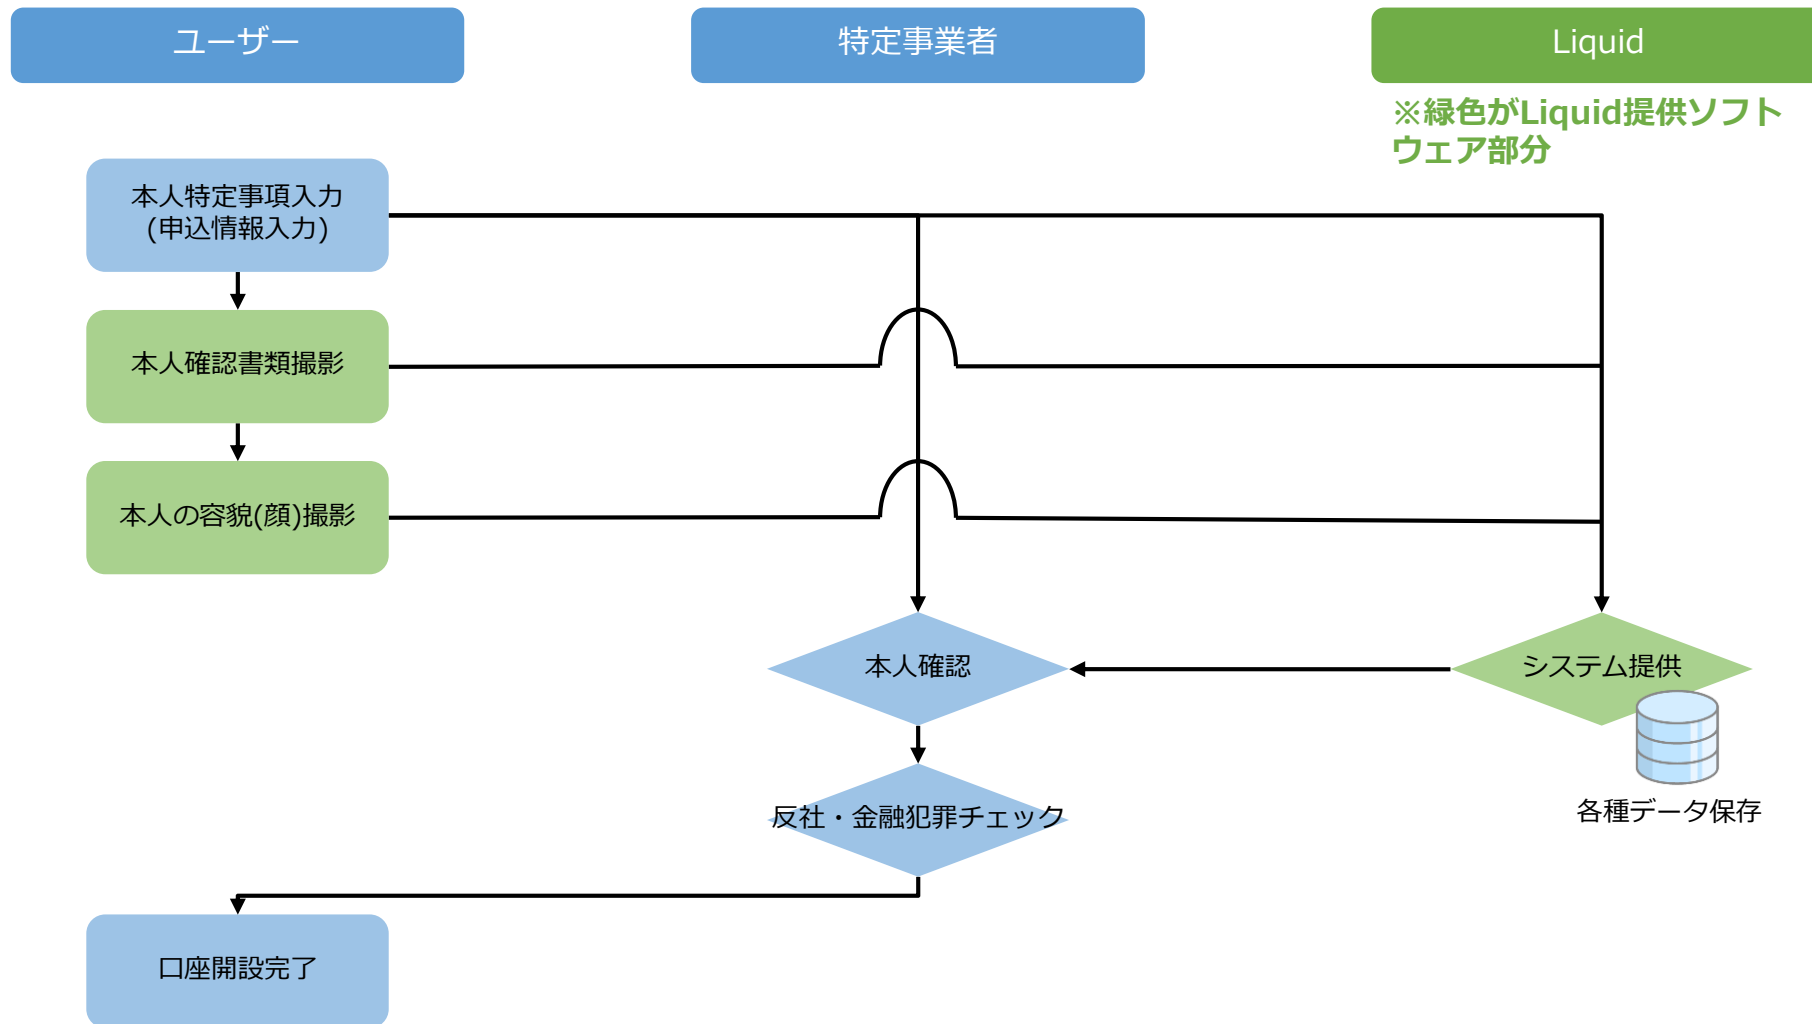 ユーザー
特定事業者
Liquid
※緑色がLiquid提供ソフト
ウェア部分
本人特定事項入力
(申込情報入力)
本人確認書類撮影
本人の容貌(顔)撮影
本人確認
システム提供
反社・金融犯罪チェック
各種データ保存
口座開設完了